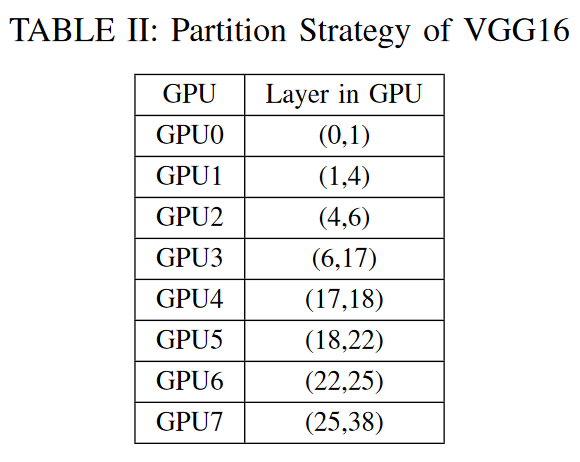 TABLE II: Partition Strategy of VGG16
GPU Layer in GPU
GPU0 (0,1)
GPU1 (1,4)
GPU2 (4,6)
GPU3 (6,17)
GPU4 (17,18)
GPU5 (18,22)
GPU6 (22,25)
GPU7 (25,38)